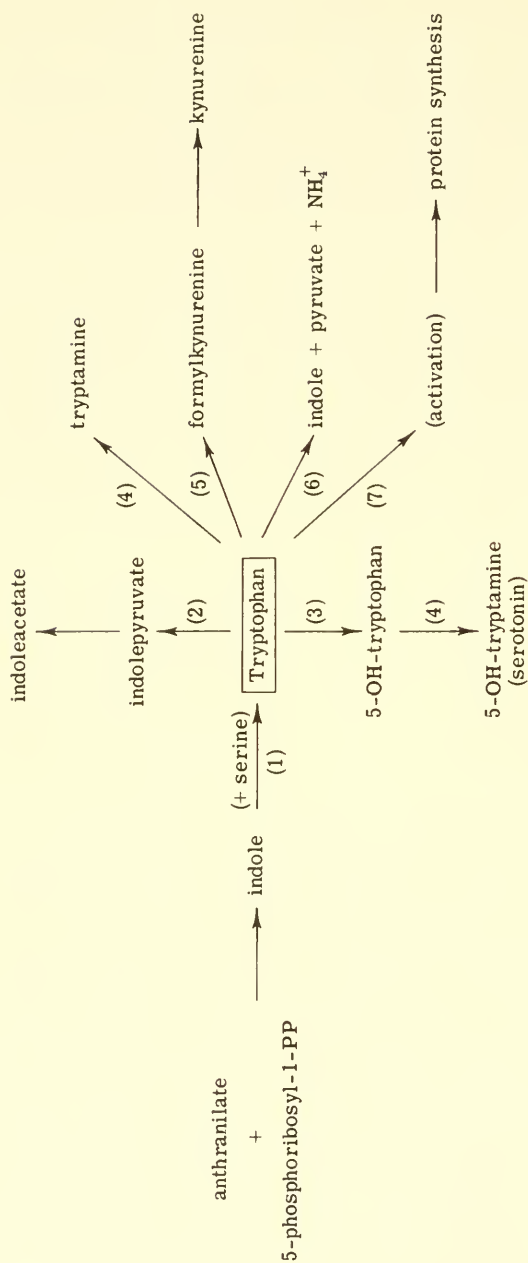 indoleacetate
indolepyruvate
(2)
tryptamine
(4)
formylkynurenine
kynurenine
(5)
anthranilate
+
5-phosphoribosyl-1-PP
indole
(+ serine)
(1)
Tryptophan
(6)
indole + pyruvate + NH₄⁺
(7)
(activation)
protein synthesis
(3)
5-OH-tryptophan
(4)
5-OH-tryptamine
(serotonin)